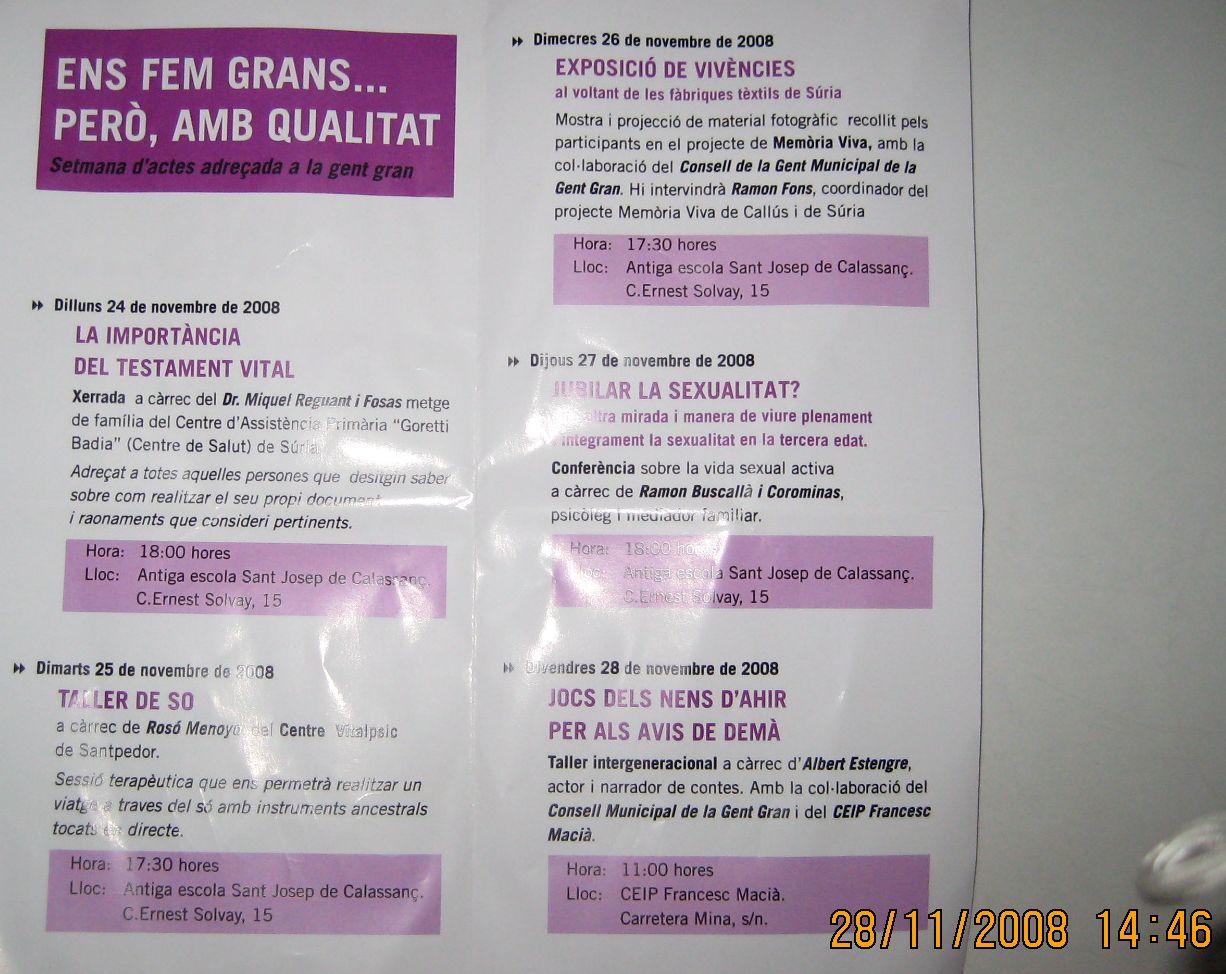 ENS FEM GRANS...
PERÒ, AMB QUALITAT
Setmana d'actes adreçada a la gent gran
Dilluns 24 de novembre de 2008
LA IMPORTÀNCIA
DEL TESTAMENT VITAL
Xerrada a càrrec del Dr. Miquel Reguant i Fosas metge
de família del Centre d'Assistència Primària "Goretti
Badia" (Centre de Salut) de Súria
Adreçat a totes aquelles persones que desitgin saber
sobre com realitzar el seu propi document
i raonaments que consideri pertinents.
Hora: 18:00 hores
Lloc: Antiga escola Sant Josep de Calassanç.
C.Ernest Solvay, 15
Dimarts 25 de novembre de 2008
TALLER DE SO
a càrrec de Rosó Menoyo del Centre Vitalpsic
de Santpedor.
Sessió terapèutica que ens permetrà realitzar un
viatge a traves del só amb instruments ancestrals
tocats en directe.
Hora: 17:30 hores
Lloc: Antiga escola Sant Josep de Calassanç.
C.Ernest Solvay, 15
Dimecres 26 de novembre de 2008
EXPOSICIÓ DE VIVÈNCIES
al voltant de les fàbriques tèxtils de Súria
Mostra i projecció de material fotogràfic recollit pels
participants en el projecte de Memòria Viva, amb la
col·laboració del Consell de la Gent Municipal de la
Gent Gran. Hi intervindrà Ramon Fons, coordinador del
projecte Memòria Viva de Callús i de Súria
Hora: 17:30 hores
Lloc: Antiga escola Sant Josep de Calassanç.
C.Ernest Solvay, 15
Dijous 27 de novembre de 2008
JUBILAR LA SEXUALITAT?
altra mirada i manera de viure plenament
i íntegrament la sexualitat en la tercera edat.
Conferència sobre la vida sexual activa
a càrrec de Ramon Buscallà i Corominas,
psicòleg i mediador familiar.
Hora: 18:00 hores
Lloc: Antiga escola Sant Josep de Calassanç.
C.Ernest Solvay, 15
Divendres 28 de novembre de 2008
JOCS DELS NENS D'AHIR
PER ALS AVIS DE DEMÀ
Taller intergeneracional a càrrec d'Albert Estengre,
actor i narrador de contes. Amb la col·laboració del
Consell Municipal de la Gent Gran i del CEIP Francesc
Macià.
Hora: 11:00 hores
Lloc: CEIP Francesc Macià.
Carretera Mina, s/n.
28/11/2008 14:46